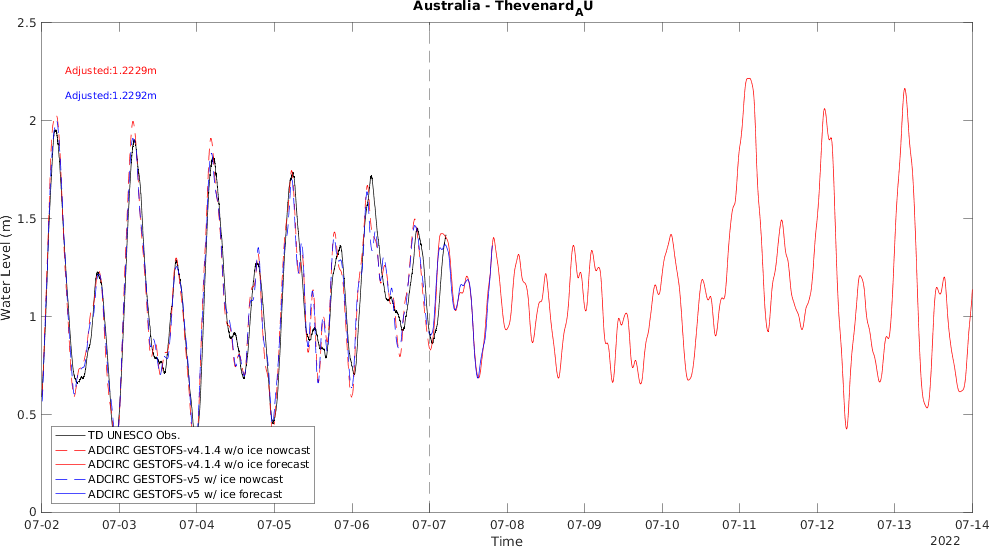 Australia - Thevenard_AU
2.5
2
1.5
1
0.5
0
Water Level (m)
Adjusted:1.2229m
Adjusted:1.2292m
TD UNESCO Obs.
ADCIRC GESTOFS-v4.1.4 w/o ice nowcast
ADCIRC GESTOFS-v4.1.4 w/o ice forecast
ADCIRC GESTOFS-v5 w/ ice nowcast
ADCIRC GESTOFS-v5 w/ ice forecast
07-02 07-03 07-04 07-05 07-06 07-07 07-08 07-09 07-10 07-11 07-12 07-13 07-14
Time
2022